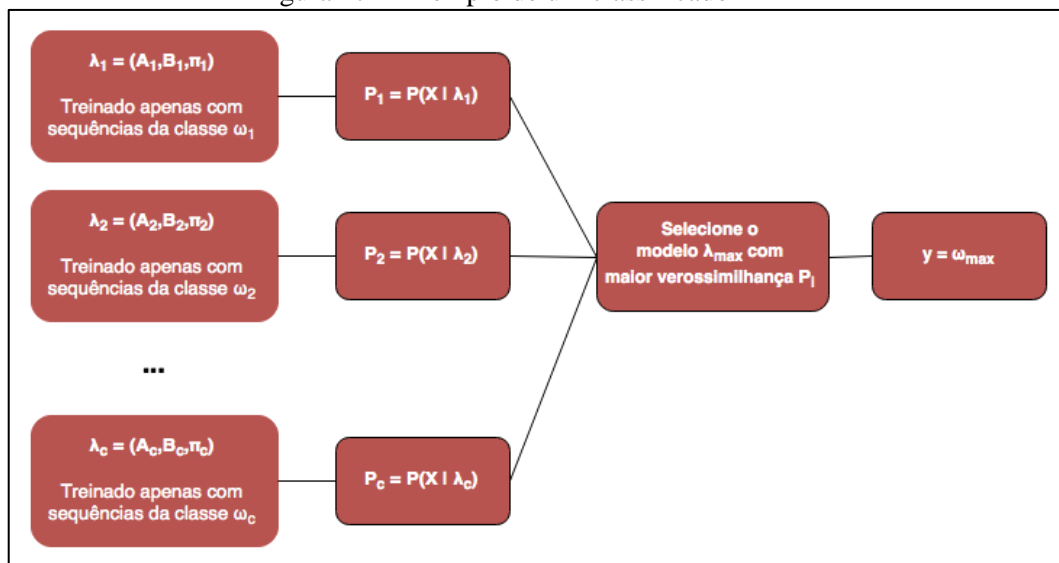 λ₁ = (A₁,B₁,π₁)
Treinado apenas com
sequências da classe ω₁
P₁ = P(X | λ₁)
λ₂ = (A₂,B₂,π₂)
Treinado apenas com
sequências da classe ω₂
P₂ = P(X | λ₂)
Selecione o
modelo λmax com
maior verossimilhança Pᵢ
y = ωmax
...
λc = (Ac,Bc,πc)
Treinado apenas com
sequências da classe ωc
Pc = P(X | λc)